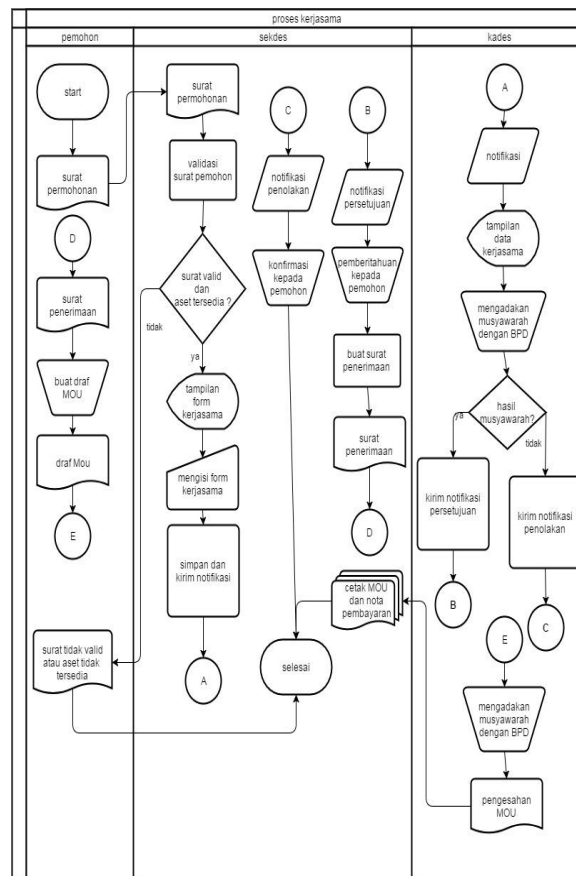 proses kerjasama
pemohon
sekdes
kades
start
surat
permohonan
D
surat
penerimaan
buat draf
MOU
draf Mou
E
surat tidak valid
atau aset tidak
tersedia
surat
permohonan
validasi
surat pemohon
surat valid
dan
aset tersedia ?
tidak
ya
tampilan
form
kerjasama
mengisi form
kerjasama
simpan dan
kirim notifikasi
A
C
notifikasi
penolakan
konfirmasi
kepada
pemohon
selesai
B
notifikasi
persetujuan
pemberitahuan
kepada
pemohon
buat surat
penerimaan
surat
penerimaan
D
cetak MOU
dan nota
pembayaran
A
notifikasi
tampilan
data
kerjasama
mengadakan
musyawarah
dengan BPD
hasil
musyawarah?
ya
tidak
kirim notifikasi
persetujuan
B
kirim notifikasi
penolakan
C
E
mengadakan
musyawarah
dengan BPD
pengesahan
MOU